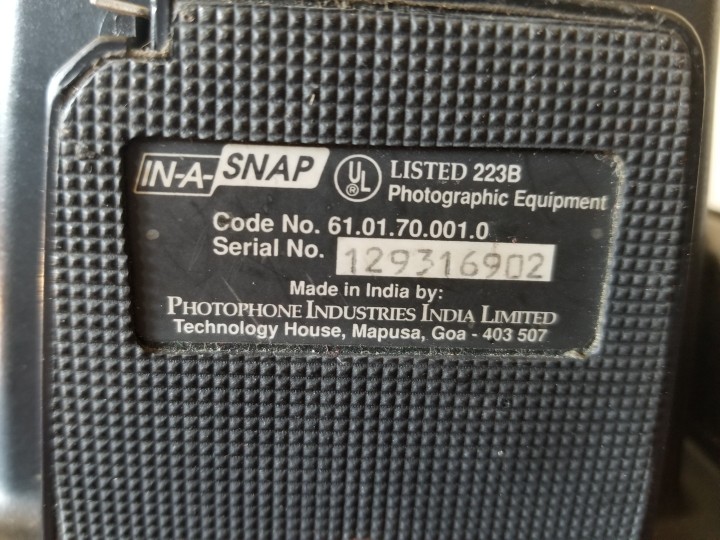 IN-A-SNAP UL ® LISTED 223B
Photographic Equipment
Code No. 61.01.70.001.0
Serial No. 129316902
Made in India by:
PHOTOPHONE INDUSTRIES INDIA LIMITED
Technology House, Mapusa, Goa - 403 507